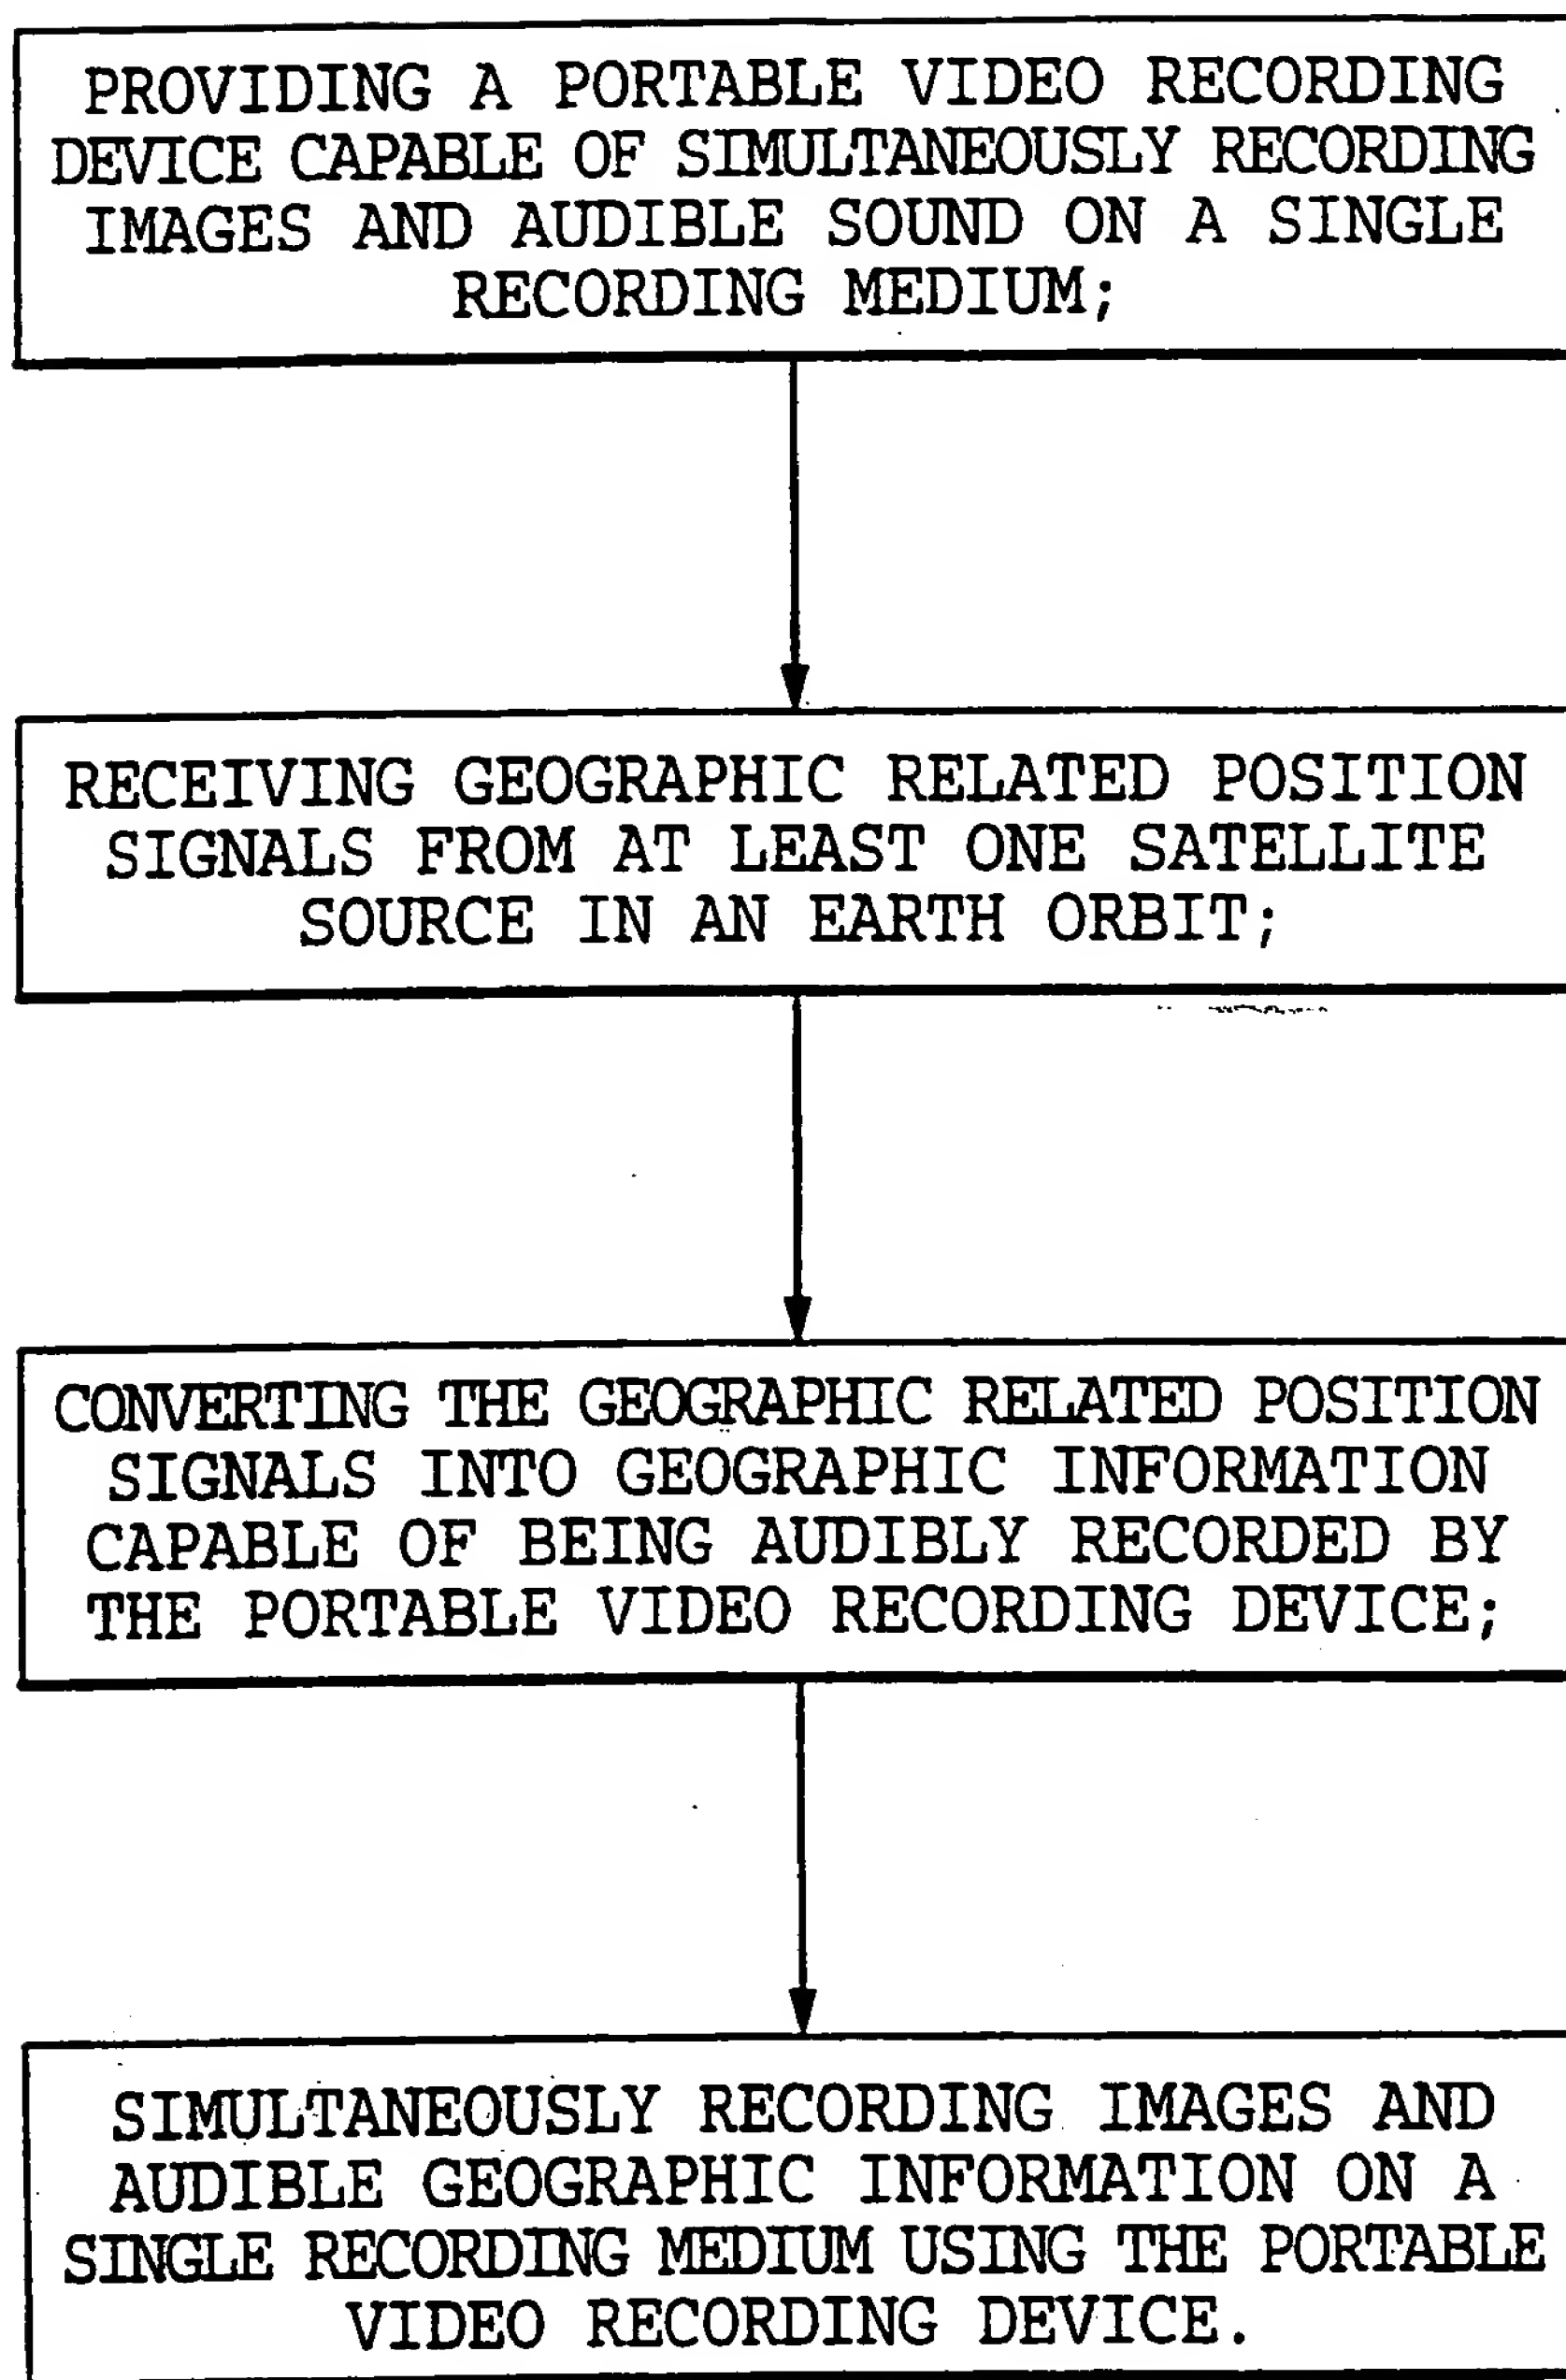 PROVIDING A PORTABLE VIDEO RECORDING
DEVICE CAPABLE OF SIMULTANEOUSLY RECORDING
IMAGES AND AUDIBLE SOUND ON A SINGLE
RECORDING MEDIUM;
RECEIVING GEOGRAPHIC RELATED POSITION
SIGNALS FROM AT LEAST ONE SATELLITE
SOURCE IN AN EARTH ORBIT;
CONVERTING THE GEOGRAPHIC RELATED POSITION
SIGNALS INTO GEOGRAPHIC INFORMATION
CAPABLE OF BEING AUDIBLY RECORDED BY
THE PORTABLE VIDEO RECORDING DEVICE;
SIMULTANEOUSLY RECORDING IMAGES AND
AUDIBLE GEOGRAPHIC INFORMATION ON A
SINGLE RECORDING MEDIUM USING THE PORTABLE
VIDEO RECORDING DEVICE.